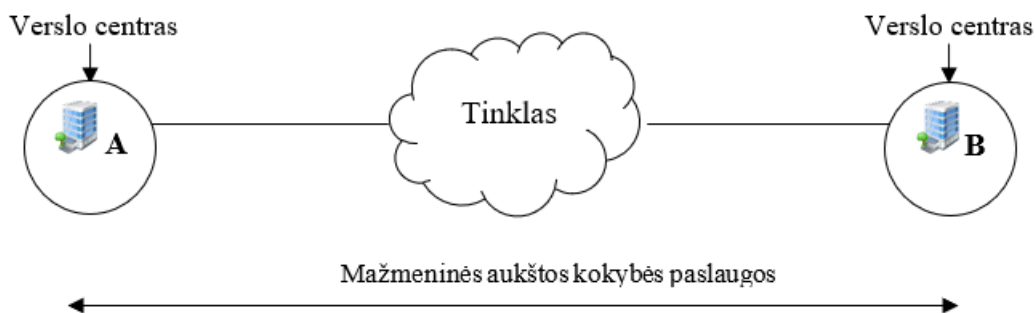 Verslo centras
Verslo centras
A
Tinklas
B
Mažmeninės aukštos kokybės paslaugos